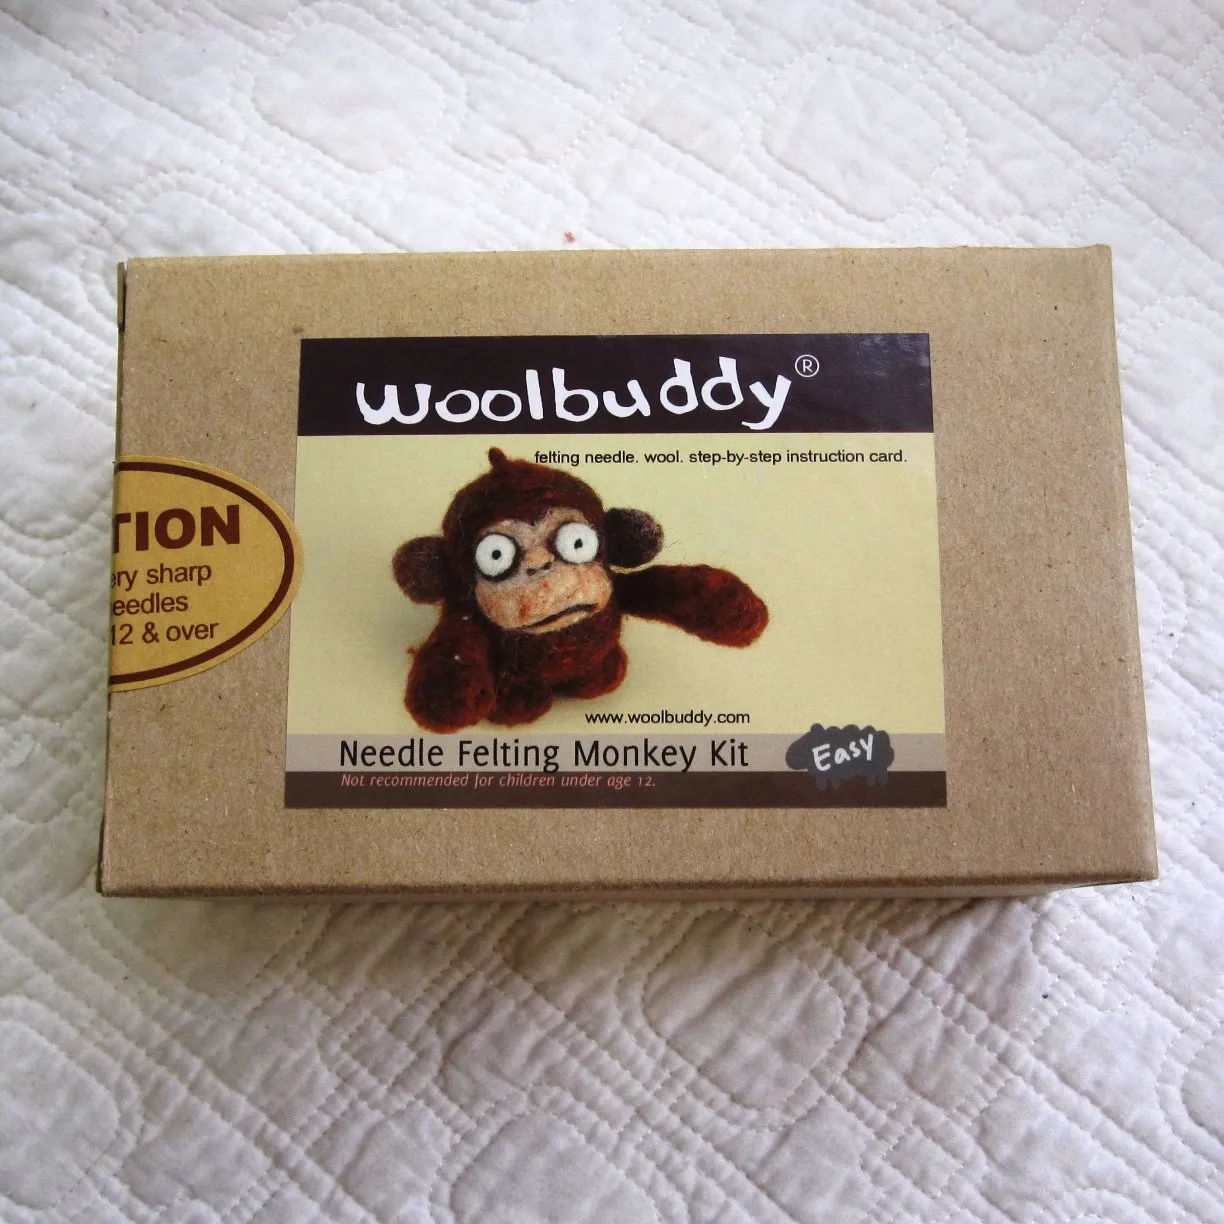 woolbuddy®
felting needle. wool. step-by-step instruction card.
TION
ery sharp
eedles
12 & over
www.woolbuddy.com
Needle Felting Monkey Kit
Easy
Not recommended for children under age 12.